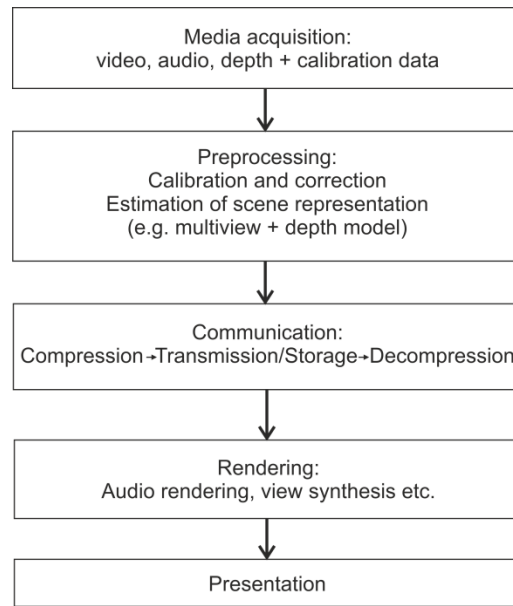 Media acquisition:
video, audio, depth + calibration data
Preprocessing:
Calibration and correction
Estimation of scene representation
(e.g. multiview + depth model)
Communication:
Compression→Transmission/Storage→Decompression
Rendering:
Audio rendering, view synthesis etc.
Presentation